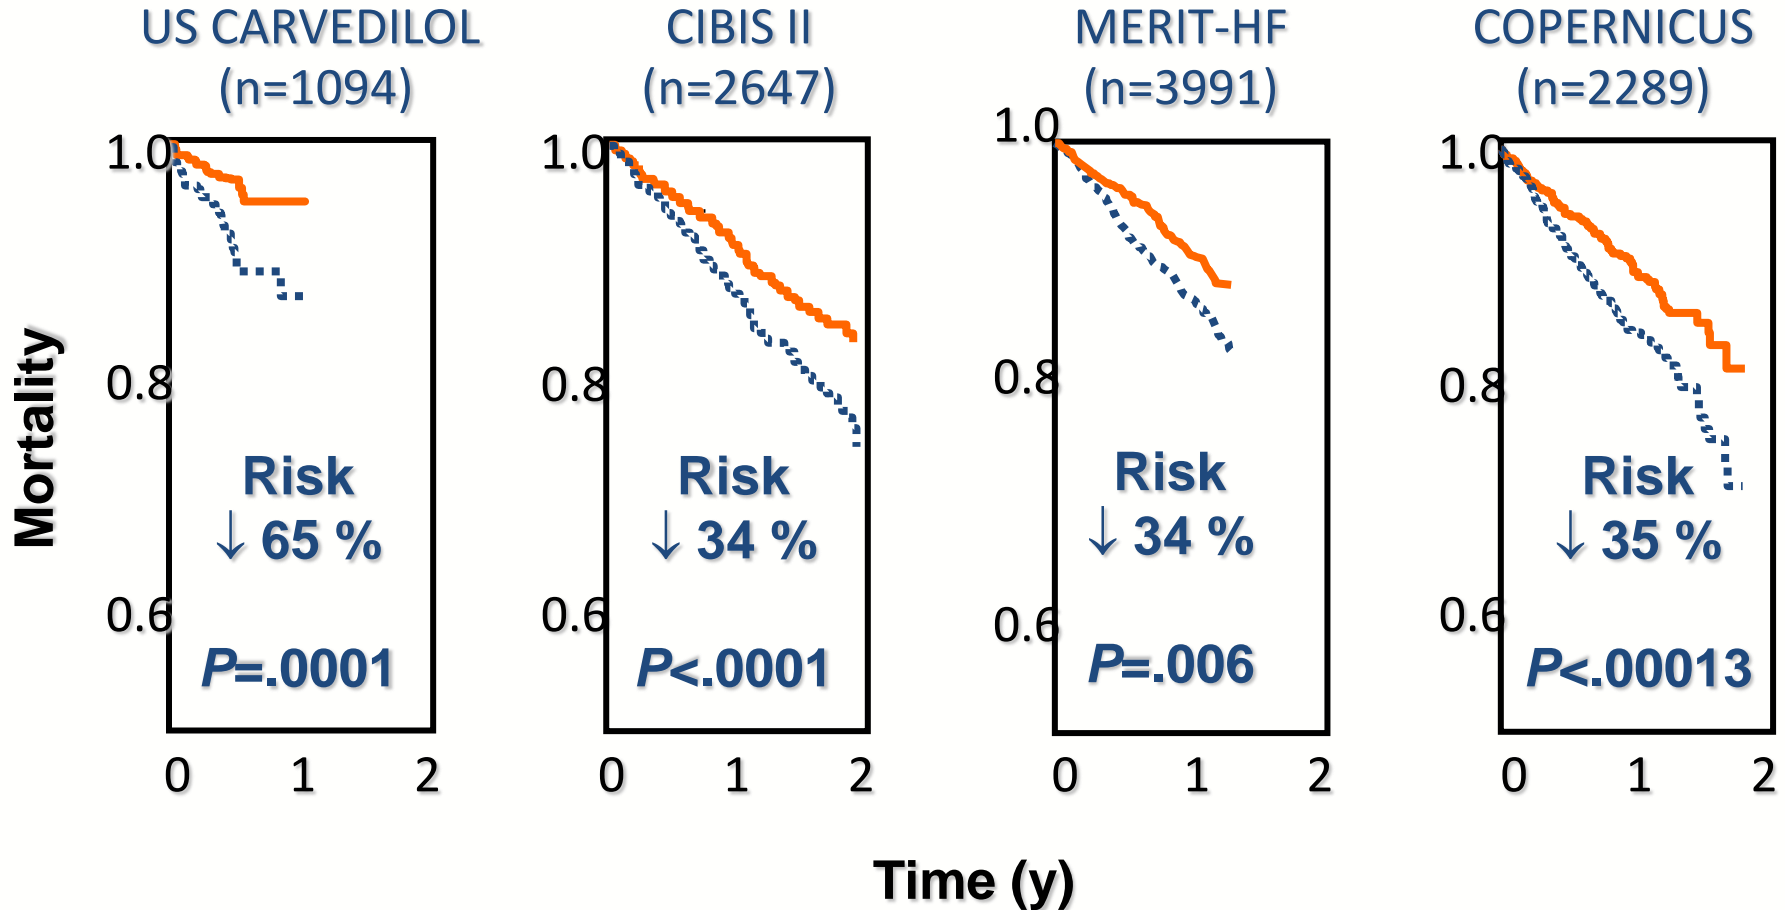 US CARVEDILOL
(n=1094)
CIBIS II
(n=2647)
MERIT-HF
(n=3991)
COPERNICUS
(n=2289)
Mortality
1.0
0.8
0.6
Risk
↓ 65 %
P=.0001
0 1 2
1.0
0.8
0.6
Risk
↓ 34 %
P<.0001
0 1 2
1.0
0.8
0.6
Risk
↓ 34 %
P=.006
0 1 2
1.0
0.8
0.6
Risk
↓ 35 %
P<.00013
0 1 2
Time (y)